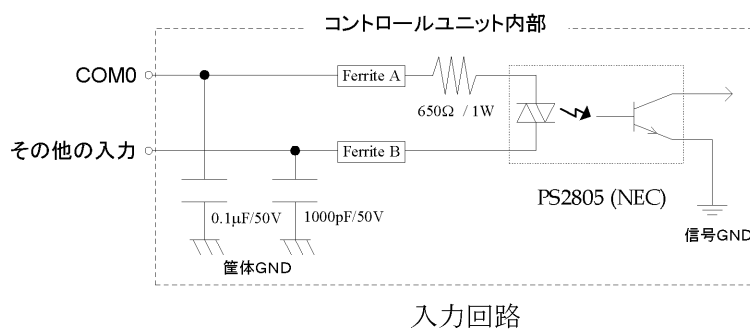 コントロールユニット内部
COM0
Ferrite A
650Ω / 1W
その他の入力
Ferrite B
PS2805 (NEC)
0.1μF/50V
1000pF/50V
信号GND
筐体GND
入力回路